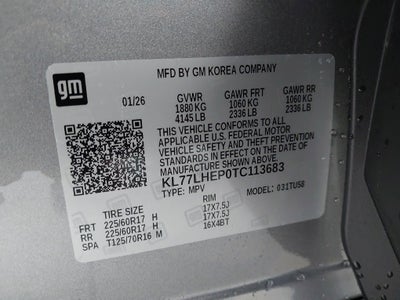 gm
MFD BY GM KOREA COMPANY
01/26 GVWR GAWR FRT GAWR RR
1880 KG 1060 KG 1060 KG
4145 LB 2336 LB 2336 LB
THIS VEHICLE CONFORMS TO ALL
APPLICABLE U.S. FEDERAL MOTOR
VEHICLE SAFETY AND THEFT PREVENTION
STANDARDS IN EFFECT ON THE DATE OF
MANUFACTURE SHOWN ABOVE.
KL77LHEP0TC113683
TYPE: MPV MODEL: 031TU58
TIRE SIZE RIM
FRT 225/60R17 H 17X7.5J
RR 225/60R17 H 17X7.5J
SPA T125/70R16 M 16X4BT